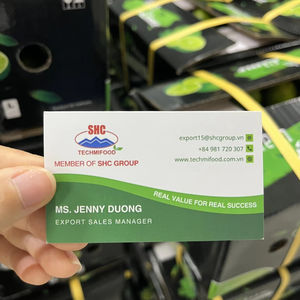 SHC
TECHMIFOOD
MEMBER OF SHC GROUP
export15@shcgroup.vn
+84 981 720 307
www.techmifood.com.vn
REAL VALUE FOR REAL SUCCESS
MS. JENNY DUONG
EXPORT SALES MANAGER